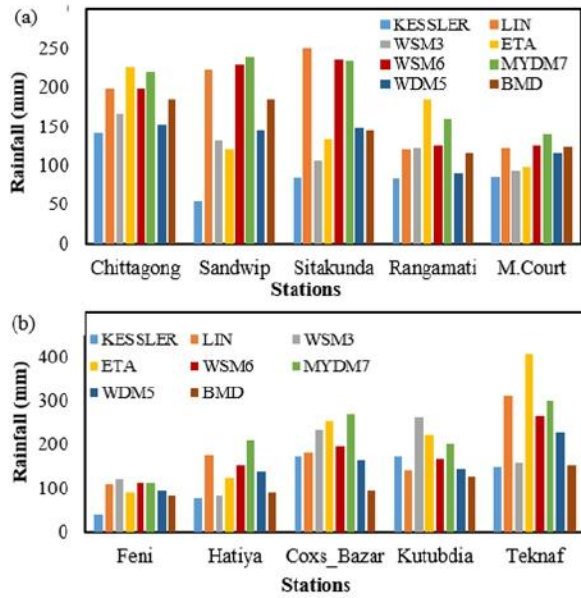 (a)
KESSLER LIN
WSM3 ETA
WSM6 MYDM7
WDM5 BMD
Rainfall (mm)
250
200
150
100
50
0
Chittagong Sandwip Sitakunda Rangamati M.Court
Stations
(b)
KESSLER LIN WSM3
ETA WSM6 MYDM7
WDM5 BMD
Rainfall (mm)
400
300
200
100
0
Feni Hatiya Coxs_Bazar Kutubdia Teknaf
Stations